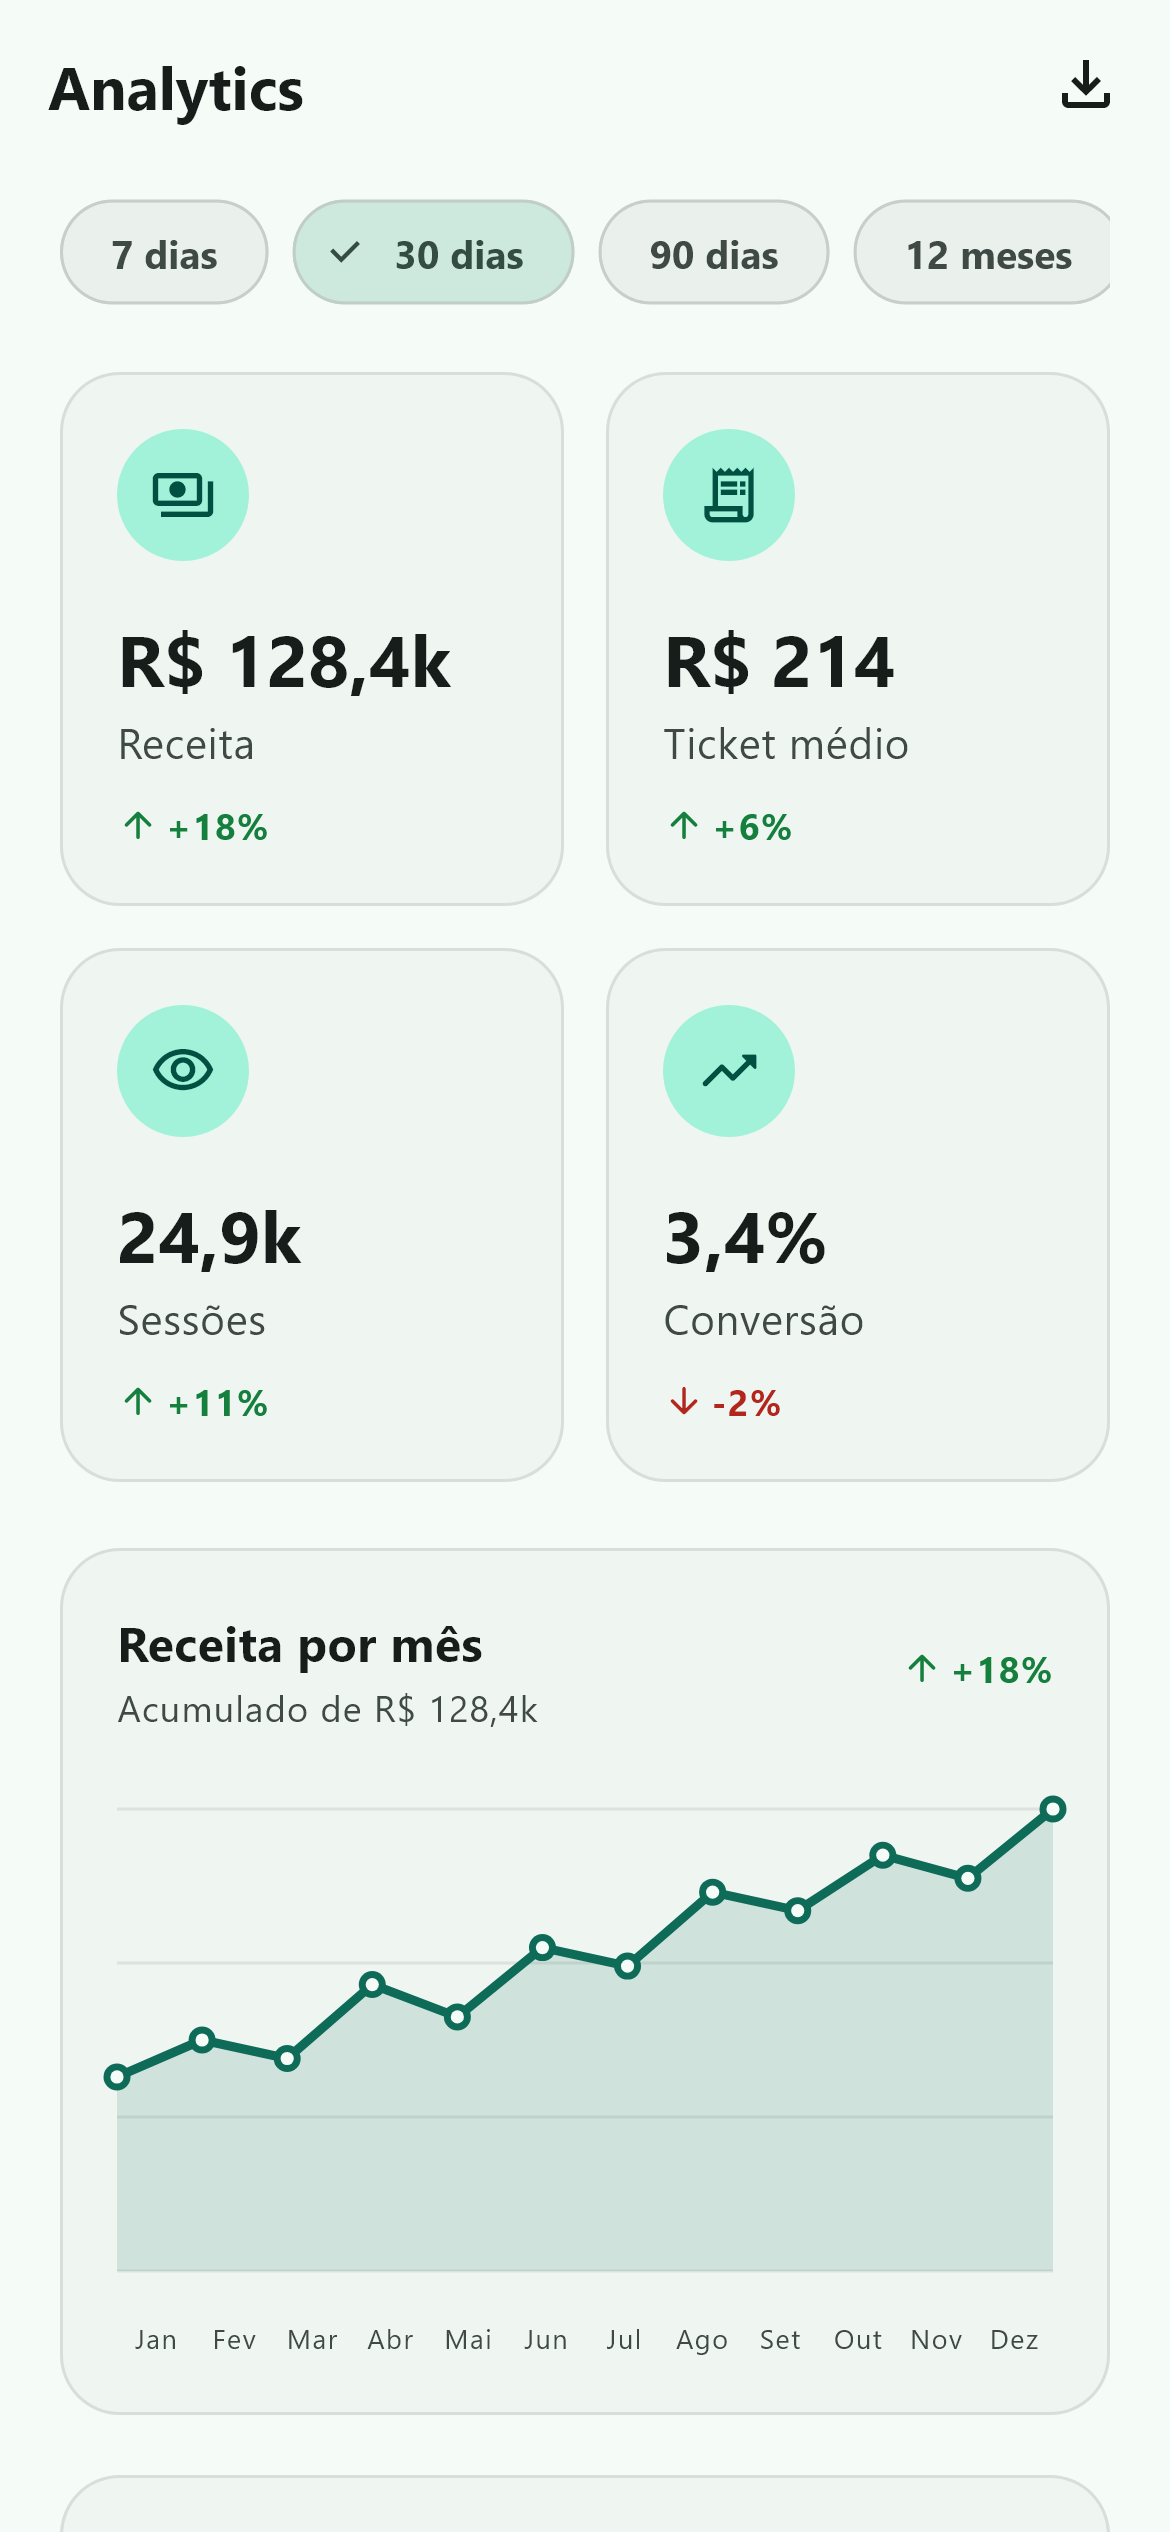 Analytics
7 dias
30 dias
90 dias
12 meses
R$ 128,4k
Receita
+18%
R$ 214
Ticket médio
+6%
24,9k
Sessões
+11%
3,4%
Conversão
-2%
Receita por mês
Acumulado de R$ 128,4k
+18%
Jan Fev Mar Abr Mai Jun Jul Ago Set Out Nov Dez